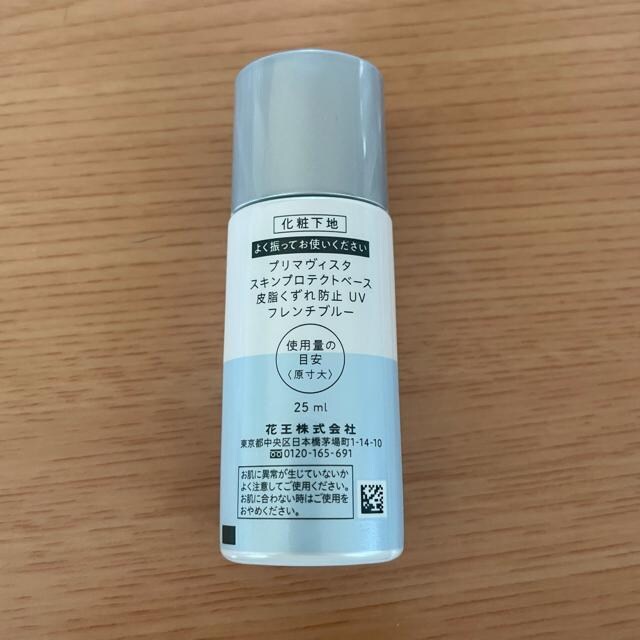 化粧下地
よく振ってお使いください
プリマヴィスタ
スキンプロテクトベース
皮脂くずれ防止 UV
フレンチブルー
使用量の
目安
〈原寸大〉
25 ml
花王株式会社
東京都中央区日本橋茅場町1-14-10
0120-165-691
お肌に異常が生じていないか
よく注意してご使用ください。
お肌に合わない時はご使用を
おやめください。